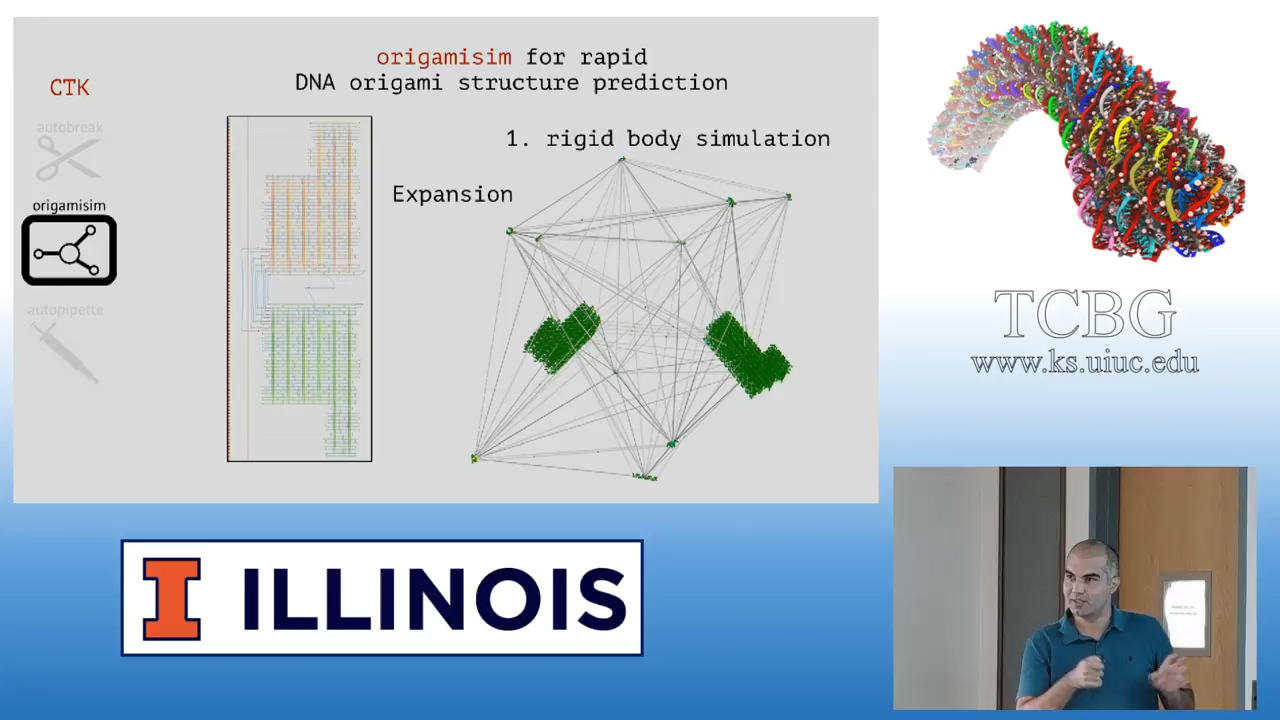 origamisim for rapid
DNA origami structure prediction
CTK
autobreak
origamisim
autopipette
1. rigid body simulation
Expansion
TCBG
www.ks.uiuc.edu
I ILLINOIS